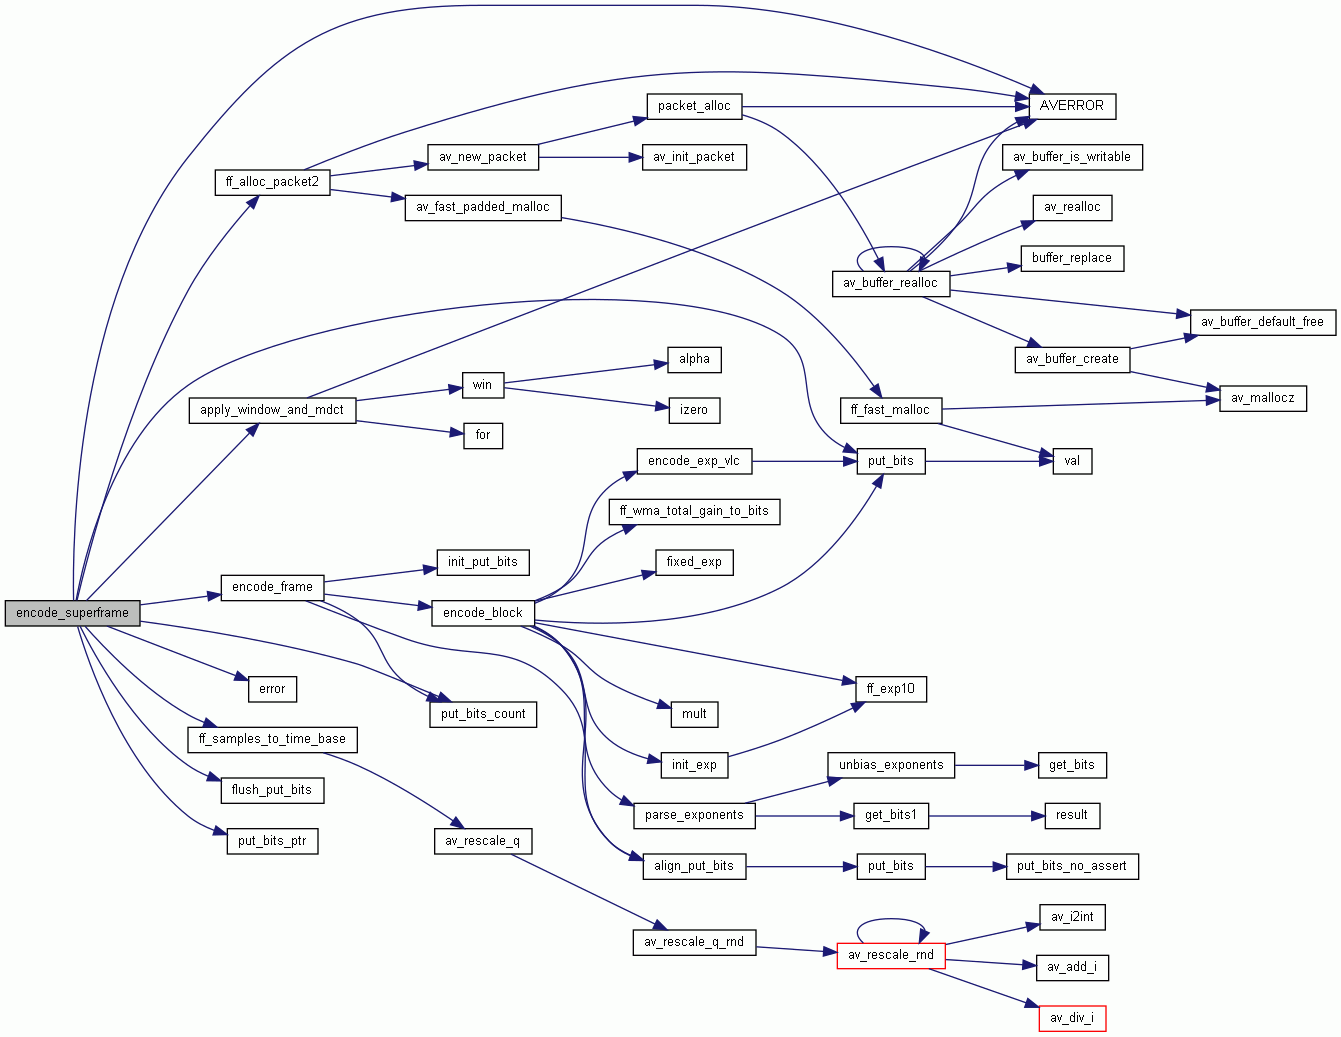 encode_superframe
ff_alloc_packet2
apply_window_and_mdct
encode_frame
error
ff_samples_to_time_base
flush_put_bits
put_bits_ptr
av_new_packet
av_fast_padded_malloc
win
for
init_put_bits
encode_block
put_bits_count
av_rescale_q
packet_alloc
av_init_packet
alpha
izero
encode_exp_vlc
ff_wma_total_gain_to_bits
fixed_exp
mult
init_exp
parse_exponents
align_put_bits
av_rescale_q_rnd
av_buffer_realloc
ff_fast_malloc
put_bits
ff_exp10
unbias_exponents
get_bits1
put_bits
av_rescale_rnd
AVERROR
av_buffer_is_writable
av_realloc
buffer_replace
av_buffer_create
val
get_bits
result
put_bits_no_assert
av_i2int
av_add_i
av_div_i
av_buffer_default_free
av_mallocz